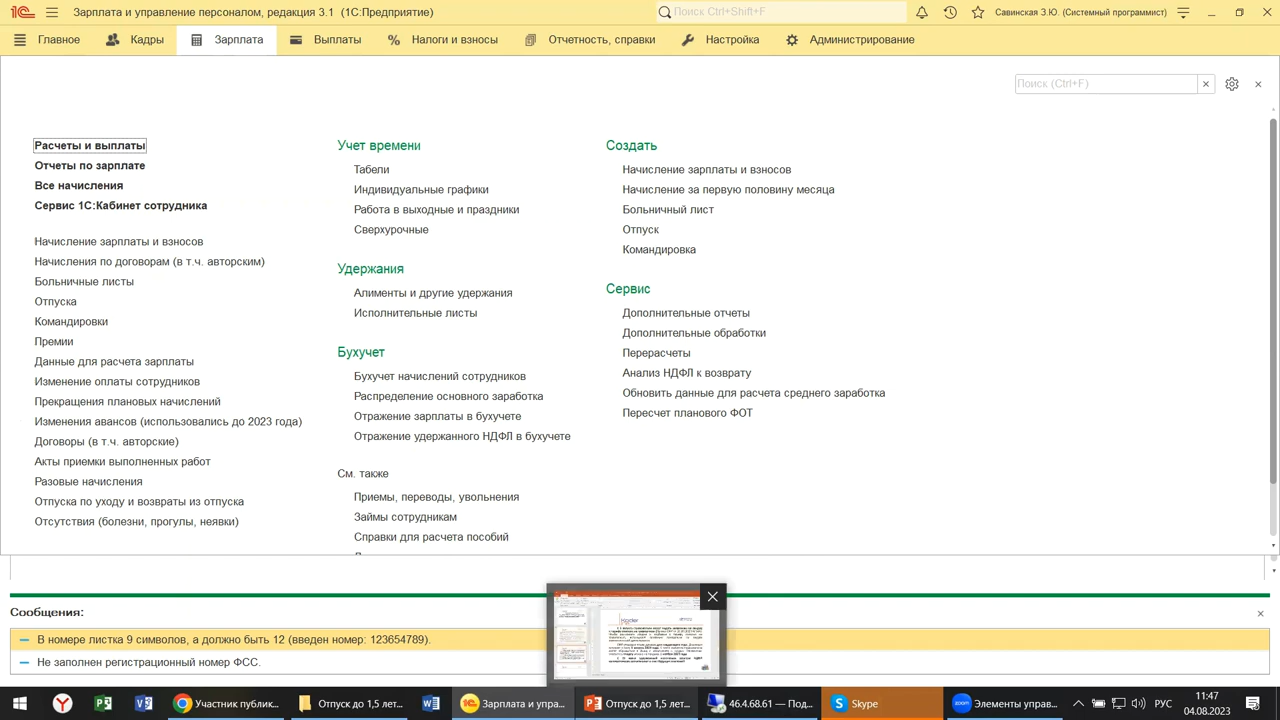 Зарплата и управление персоналом, редакция 3.1 (1С:Предприятие)
Поиск Ctrl+Shift+F
Савинская З.Ю. (Системный программист)
Главное
Кадры
Зарплата
Выплаты
Налоги и взносы
Отчетность, справки
Настройка
Администрирование
Поиск (Ctrl+F)
Расчеты и выплаты
Отчеты по зарплате
Все начисления
Сервис 1С:Кабинет сотрудника
Начисление зарплаты и взносов
Начисления по договорам (в т.ч. авторским)
Больничные листы
Отпуска
Командировки
Премии
Данные для расчета зарплаты
Изменение оплаты сотрудников
Прекращения плановых начислений
Изменения авансов (использовались до 2023 года)
Договоры (в т.ч. авторские)
Акты приемки выполненных работ
Разовые начисления
Отпуска по уходу и возвраты из отпуска
Отсутствия (болезни, прогулы, неявки)
Учет времени
Табели
Индивидуальные графики
Работа в выходные и праздники
Сверхурочные
Удержания
Алименты и другие удержания
Исполнительные листы
Бухучет
Бухучет начислений сотрудников
Распределение основного заработка
Отражение зарплаты в бухучете
Отражение удержанного НДФЛ в бухучете
См. также
Приемы, переводы, увольнения
Займы сотрудникам
Справки для расчета пособий
Создать
Начисление зарплаты и взносов
Начисление за первую половину месяца
Больничный лист
Отпуск
Командировка
Сервис
Дополнительные отчеты
Дополнительные обработки
Перерасчеты
Анализ НДФЛ к возврату
Обновить данные для расчета среднего заработка
Пересчет планового ФОТ
Сообщения:
В номере листка 9 символов, а должно быть 12 (введен номер:
Не заполнен регистрационный номер ФСС
Участник публик...
Отпуск до 1,5 лет...
Зарплата и упра...
Отпуск до 1,5 лет...
46.4.68.61 — Под...
Skype
Элементы управ...
РУС
11:47
04.08.2023